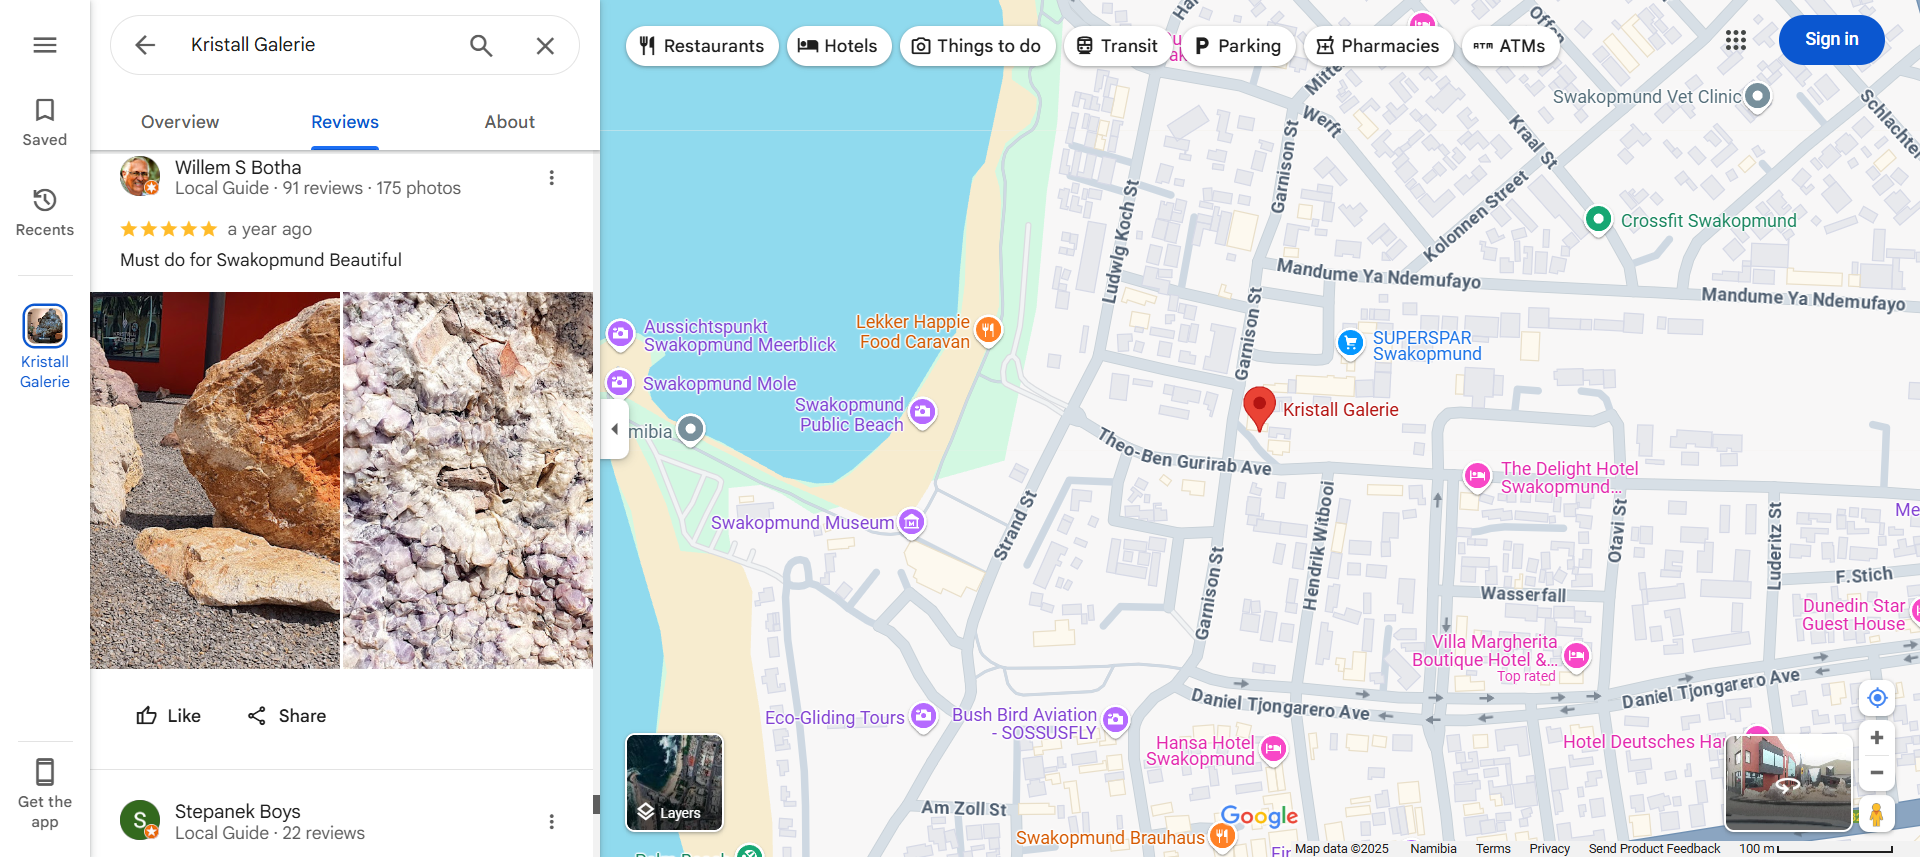 Saved
Recents
Kristall
Galerie
Get the
app
Kristall Galerie
Overview
Reviews
About
Willem S Botha
Local Guide · 91 reviews · 175 photos
a year ago
Must do for Swakopmund Beautiful
Like
Share
S
Stepanek Boys
Local Guide · 22 reviews
Restaurants
Hotels
Things to do
Transit
Parking
Pharmacies
ATM
ATMs
Sign in
Swakopmund Vet Clinic
Crossfit Swakopmund
Mandume Ya Ndemufayo
Mandume Ya Ndemufayo
Kolonnen Street
Kraal St
Werft
Garnison St
Garnison St
Garnison St
Ludwig Koch St
Lekker Happie
Food Caravan
Aussichtspunkt
Swakopmund Meerblick
Swakopmund Mole
Swakopmund
Public Beach
SUPERSPAR
Swakopmund
Kristall Galerie
Theo-Ben Gurirab Ave
The Delight Hotel
Swakopmund...
Swakopmund Museum
Strand St
Hendrik Witbooi
Otavi St
Luderitz St
F.Stich
Wasserfall
Dunedin Star
Guest House
Villa Margherita
Boutique Hotel &...
Top rated
Daniel Tjongarero Ave
Daniel Tjongarero Ave
Eco-Gliding Tours
Bush Bird Aviation
- SOSSUSFLY
Hansa Hotel
Swakopmund
Am Zoll St
Swakopmund Brauhaus
Layers
Google
Map data ©2025
Namibia
Terms
Privacy
Send Product Feedback
100 m